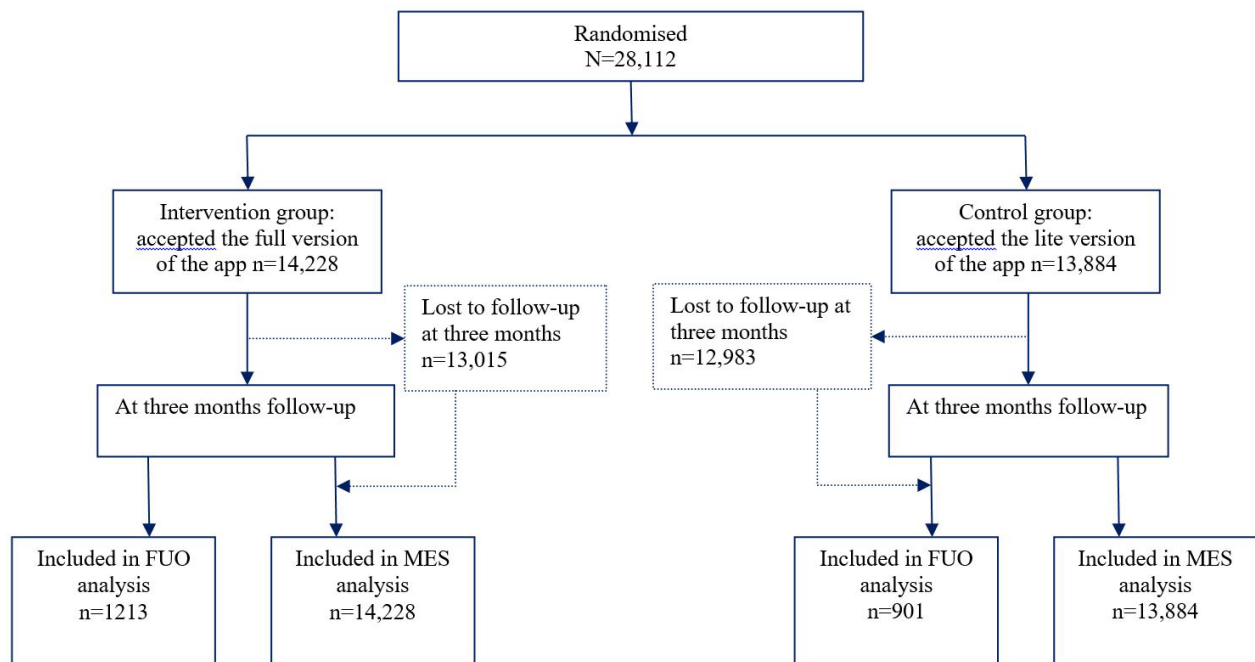 Randomised
N=28,112
Intervention group:
accepted the full version
of the app n=14,228
Control group:
accepted the lite version
of the app n=13,884
Lost to follow-up
at three months
n=13,015
Lost to follow-up at
three months
n=12,983
At three months follow-up
At three months follow-up
Included in FUO
analysis
n=1213
Included in MES
analysis
n=14,228
Included in FUO
analysis
n=901
Included in MES
analysis
n=13,884